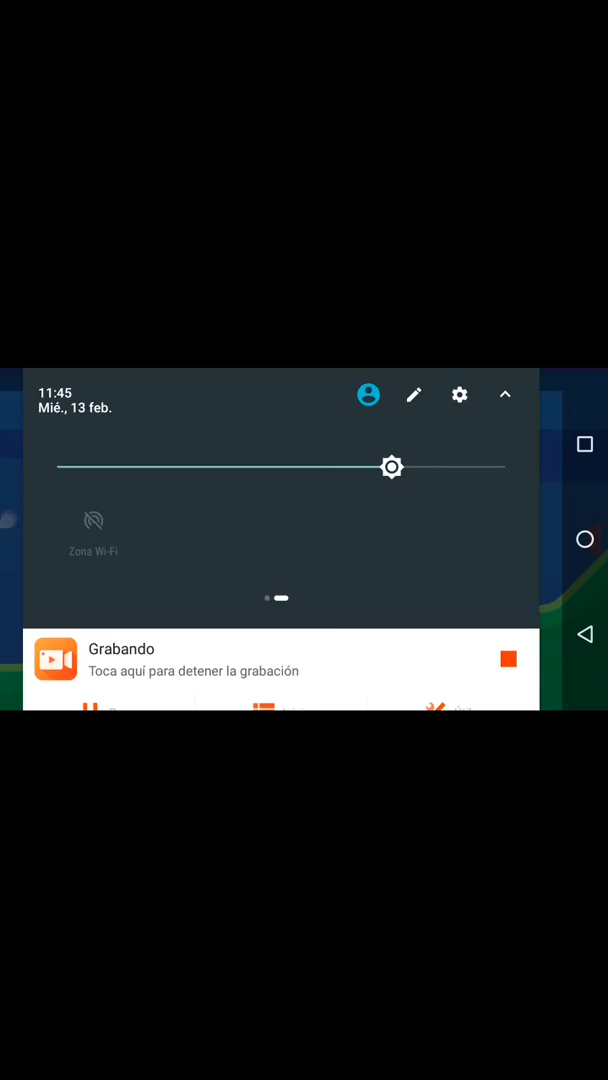 11:45
Mié., 13 feb.
Zona Wi-Fi
Grabando
Toca aquí para detener la grabación